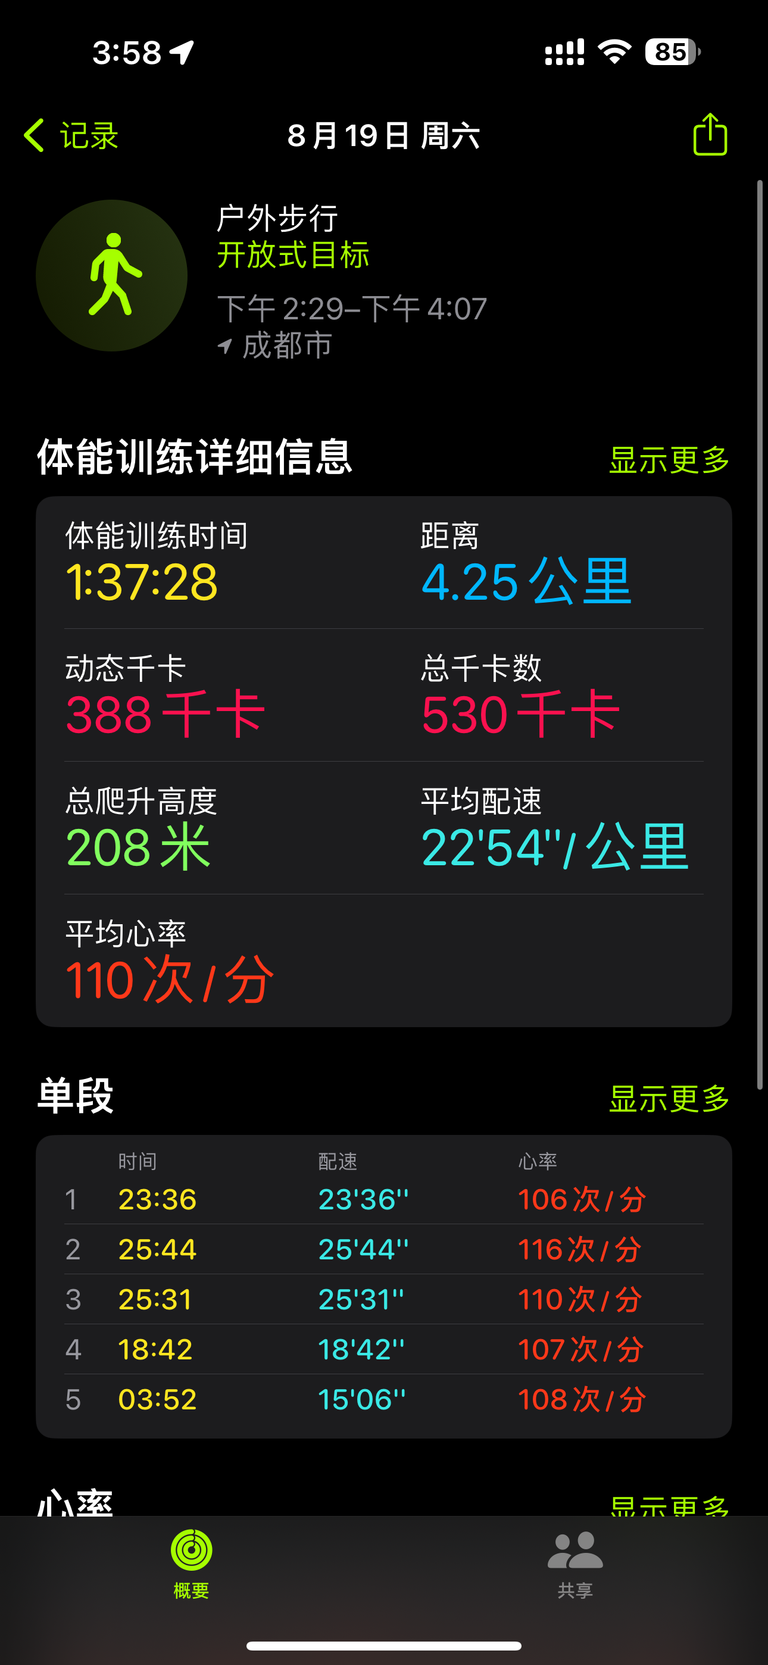 3:58
85
记录
8月19日 周六
户外步行
开放式目标
下午 2:29–下午 4:07
成都市
体能训练详细信息 显示更多
体能训练时间 距离
1:37:28 4.25公里
动态千卡 总千卡数
388千卡 530千卡
总爬升高度 平均配速
208米 22'54''/公里
平均心率
110次/分
单段 显示更多
时间 配速 心率
1 23:36 23'36'' 106次/分
2 25:44 25'44'' 116次/分
3 25:31 25'31'' 110次/分
4 18:42 18'42'' 107次/分
5 03:52 15'06'' 108次/分
心率 显示更多
概要 共享